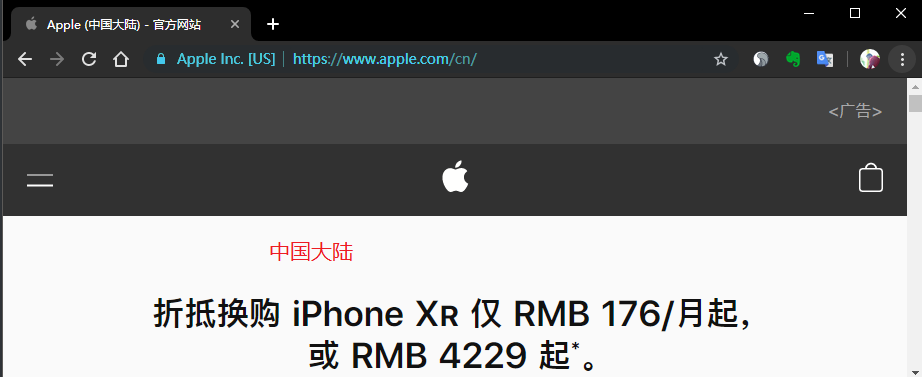 Apple (中国大陆) - 官方网站
Apple Inc. [US] | https://www.apple.com/cn/
<广告>
中国大陆
折抵换购 iPhone XR 仅 RMB 176/月起，
或 RMB 4229 起*。